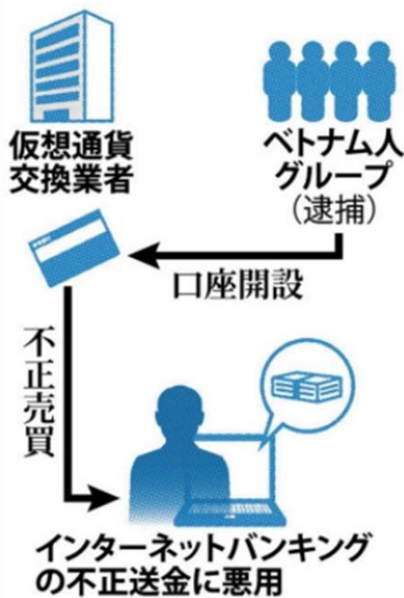 仮想通貨
交換業者
ベトナム人
グループ
（逮捕）
口座開設
不正売買
インターネットバンキング
の不正送金に悪用